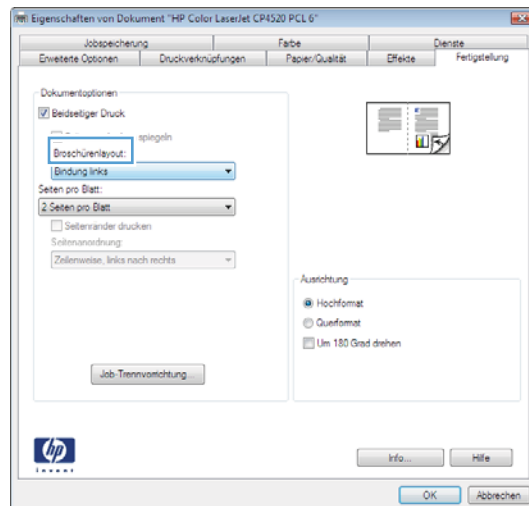 Eigenschaften von Dokument "HP Color LaserJet CP4520 PCL 6"
Jobspeicherung
Farbe
Dienste
Erweiterte Optionen
Druckverknüpfungen
Papier/Qualität
Effekte
Fertigstellung
Dokumentoptionen
Beidseitiger Druck
spiegeln
Broschürenlayout:
Bindung links
Seiten pro Blatt:
2 Seiten pro Blatt
Seitenränder drucken
Seitenanordnung:
Zeilenweise, links nach rechts
Job-Trennvorrichtung...
Ausrichtung
Hochformat
Querformat
Um 180 Grad drehen
hp
invent
Info...
Hilfe
OK
Abbrechen